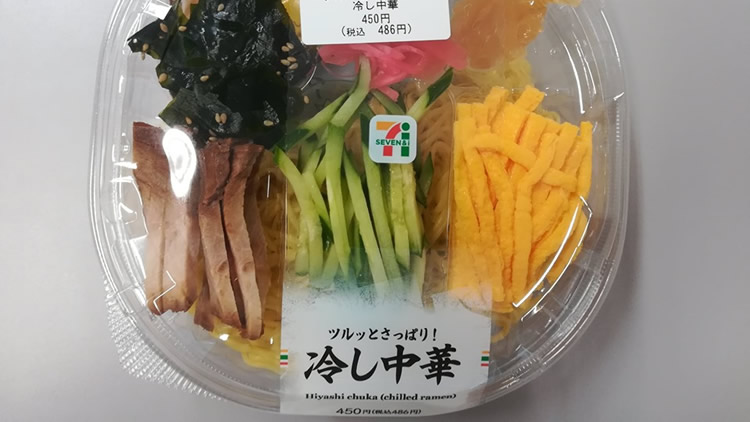 冷し中華
450円
(税込 486円)
7i
SEVEN&i
ツルッとさっぱり!
冷し中華
Hiyashi chuka (chilled ramen)
450円(税込486円)